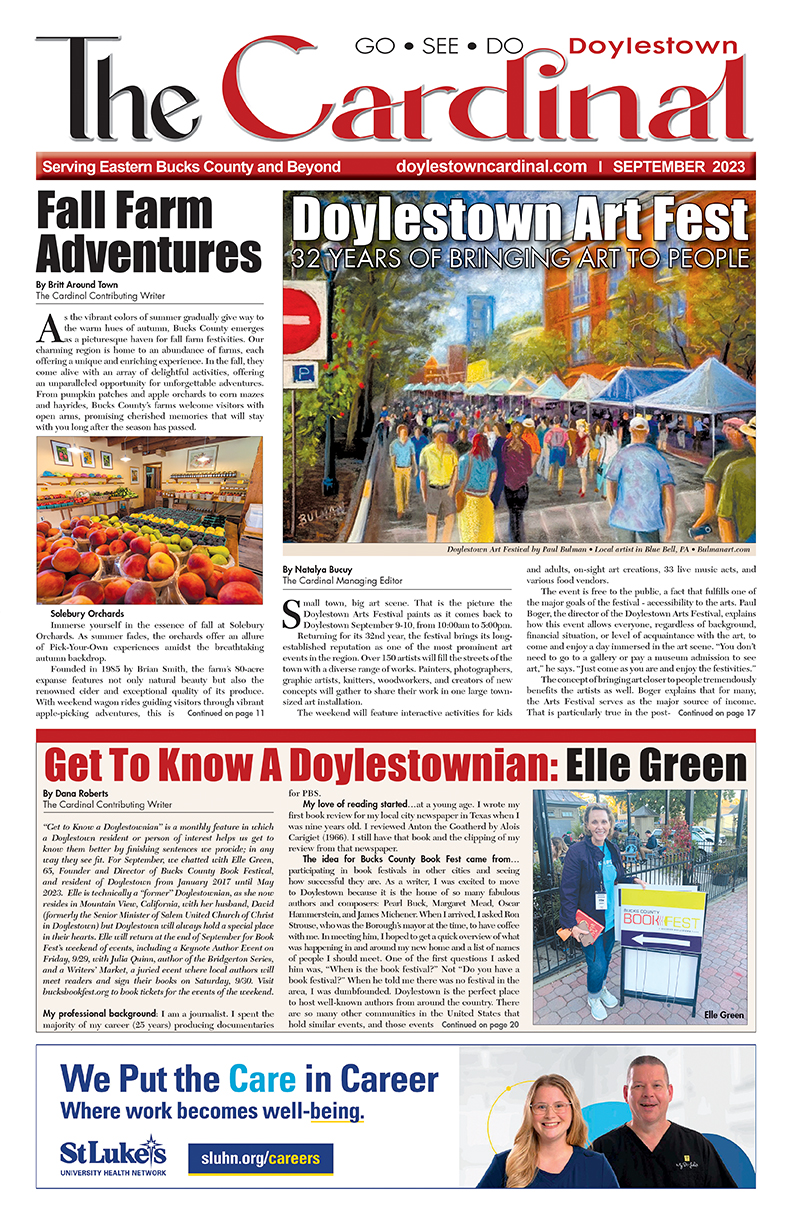 GO • SEE • DO
Doylestown
The Cardinal
Serving Eastern Bucks County and Beyond
doylestowncardinal.com | SEPTEMBER 2023
Fall Farm
Adventures
By Britt Around Town
The Cardinal Contributing Writer
As the vibrant colors of summer gradually give way to
the warm hues of autumn, Bucks County emerges
as a picturesque haven for fall farm festivities. Our
charming region is home to an abundance of farms, each
offering a unique and enriching experience. In the fall, they
come alive with an array of delightful activities, offering
an unparalleled opportunity for unforgettable adventures.
From pumpkin patches and apple orchards to corn mazes
and hayrides, Bucks County's farms welcome visitors with
open arms, promising cherished memories that will stay
with you long after the season has passed.
Solebury Orchards
Immerse yourself in the essence of fall at Solebury
Orchards. As summer fades, the orchards offer an allure
of Pick-Your-Own experiences amidst the breathtaking
autumn backdrop.
Founded in 1985 by Brian Smith, the farm's 80-acre
expanse features not only natural beauty but also the
renowned cider and exceptional quality of its produce.
With weekend wagon rides guiding visitors through vibrant
apple-picking adventures, this is Continued on page 11
Doylestown Art Fest
32 YEARS OF BRINGING ART TO PEOPLE
P
BULMAN
Doylestown Art Festival by Paul Bulman • Local artist in Blue Bell, PA • Bulmanart.com
By Natalya Bucuy
The Cardinal Managing Editor
Small town, big art scene. That is the picture the
Doylestown Arts Festival paints as it comes back to
Doylestown September 9-10, from 10:00am to 5:00pm.
Returning for its 32nd year, the festival brings its long-
established reputation as one of the most prominent art
events in the region. Over 150 artists will fill the streets of the
town with a diverse range of works. Painters, photographers,
graphic artists, knitters, woodworkers, and creators of new
concepts will gather to share their work in one large town-
sized art installation.
The weekend will feature interactive activities for kids
and adults, on-sight art creations, 33 live music acts, and
various food vendors.
The event is free to the public, a fact that fulfills one of
the major goals of the festival - accessibility to the arts. Paul
Boger, the director of the Doylestown Arts Festival, explains
how this event allows everyone, regardless of background,
financial situation, or level of acquaintance with the art, to
come and enjoy a day immersed in the art scene. "You don't
need to go to a gallery or pay a museum admission to see
art," he says. "Just come as you are and enjoy the festivities."
The concept of bringing art closer to people tremendously
benefits the artists as well. Boger explains that for many,
the Arts Festival serves as the major source of income.
That is particularly true in the post- Continued on page 17
Get To Know A Doylestownian: Elle Green
By Dana Roberts
The Cardinal Contributing Writer
"Get to Know a Doylestownian" is a monthly feature in which
a Doylestown resident or person of interest helps us get to
know them better by finishing sentences we provide; in any
way they see fit. For September, we chatted with Elle Green,
65, Founder and Director of Bucks County Book Festival,
and resident of Doylestown from January 2017 until May
2023. Elle is technically a "former" Doylestownian, as she now
resides in Mountain View, California, with her husband, David
(formerly the Senior Minister of Salem United Church of Christ
in Doylestown) but Doylestown will always hold a special place
in their hearts. Elle will return at the end of September for Book
Fest's weekend of events, including a Keynote Author Event on
Friday, 9/29, with Julia Quinn, author of the Bridgerton Series,
and a Writers' Market, a juried event where local authors will
meet readers and sign their books on Saturday, 9/30. Visit
bucksbookfest.org to book tickets for the events of the weekend.
My professional background: I am a journalist. I spent the
majority of my career (25 years) producing documentaries
for PBS.
My love of reading started…at a young age. I wrote my
first book review for my local city newspaper in Texas when I
was nine years old. I reviewed Anton the Goatherd by Alois
Carigiet (1966). I still have that book and the clipping of my
review from that newspaper.
The idea for Bucks County Book Fest came from…
participating in book festivals in other cities and seeing
how successful they are. As a writer, I was excited to move
to Doylestown because it is the home of so many fabulous
authors and composers: Pearl Buck, Margaret Mead, Oscar
Hammerstein, and James Michener. When I arrived, I asked Ron
Strouse, who was the Borough's mayor at the time, to have coffee
with me. In meeting him, I hoped to get a quick overview of what
was happening in and around my new home and a list of names
of people I should meet. One of the first questions I asked
him was, "When is the book festival?" Not "Do you have a
book festival?" When he told me there was no festival in the
area, I was dumbfounded. Doylestown is the perfect place
to host well-known authors from around the country. There
are so many other communities in the United States that
hold similar events, and those events Continued on page 20
BUCKS COUNTY
BOOK FEST
Elle Green
We Put the Care in Career
Where work becomes well-being.
StLuke's
UNIVERSITY HEALTH NETWORK
sluhn.org/careers